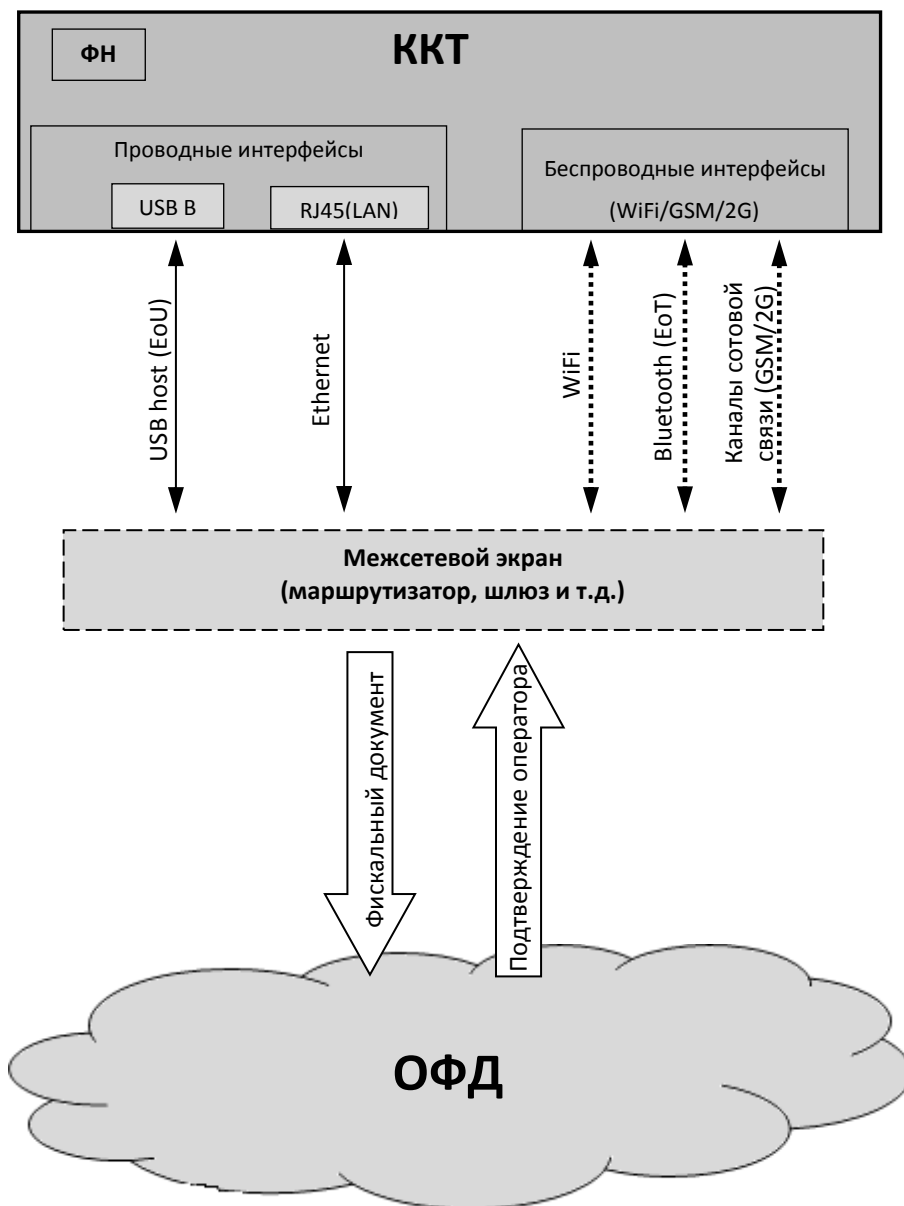 ФН
ККТ
Проводные интерфейсы
USB B
RJ45(LAN)
Беспроводные интерфейсы
(WiFi/GSM/2G)
USB host (EoU)
Ethernet
WiFi
Bluetooth (EoT)
Каналы сотовой
связи (GSM/2G)
Межсетевой экран
(маршрутизатор, шлюз и т.д.)
Фискальный документ
Подтверждение оператора
ОФД